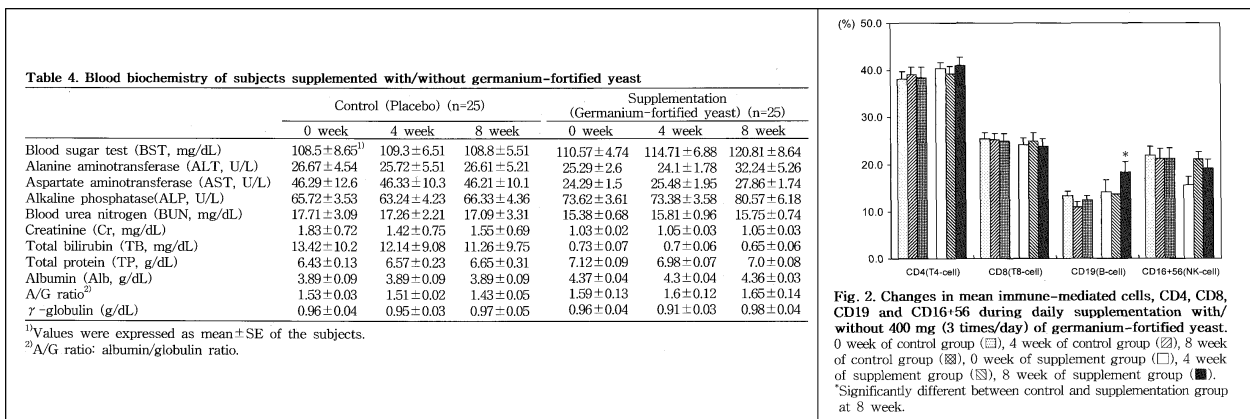 Table 4. Blood biochemistry of subjects supplemented with/without germanium-fortified yeast
Control (Placebo) (n=25) Supplementation (Germanium-fortified yeast) (n=25)
0 week 4 week 8 week 0 week 4 week 8 week
Blood sugar test (BST, mg/dL) 108.5±8.65¹⁾ 109.3±6.51 108.8±5.51 110.57±4.74 114.71±6.88 120.81±8.64
Alanine aminotransferase (ALT, U/L) 26.67±4.54 25.72±5.51 26.61±5.21 25.29±2.6 24.1±1.78 32.24±5.26
Aspartate aminotransferase (AST, U/L) 46.29±12.6 46.33±10.3 46.21±10.1 24.29±1.5 25.48±1.95 27.86±1.74
Alkaline phosphatase(ALP, U/L) 65.72±3.53 63.24±4.23 66.33±4.36 73.62±3.61 73.38±3.58 80.57±6.18
Blood urea nitrogen (BUN, mg/dL) 17.71±3.09 17.26±2.21 17.09±3.31 15.38±0.68 15.81±0.96 15.75±0.74
Creatinine (Cr, mg/dL) 1.83±0.72 1.42±0.75 1.55±0.69 1.03±0.02 1.05±0.03 1.05±0.03
Total bilirubin (TB, mg/dL) 13.42±10.2 12.14±9.08 11.26±9.75 0.73±0.07 0.7±0.06 0.65±0.06
Total protein (TP, g/dL) 6.43±0.13 6.57±0.23 6.65±0.31 7.12±0.09 6.98±0.07 7.0±0.08
Albumin (Alb, g/dL) 3.89±0.09 3.89±0.09 3.89±0.09 4.37±0.04 4.3±0.04 4.36±0.03
A/G ratio²⁾ 1.53±0.03 1.51±0.02 1.43±0.05 1.59±0.13 1.6±0.12 1.65±0.14
γ-globulin (g/dL) 0.96±0.04 0.95±0.03 0.97±0.05 0.96±0.04 0.91±0.03 0.98±0.04
¹⁾Values were expressed as mean±SE of the subjects.
²⁾A/G ratio: albumin/globulin ratio.
(%) 50.0
40.0
30.0
20.0
10.0
0.0
*
CD4(T4-cell) CD8(T8-cell) CD19(B-cell) CD16+56(NK-cell)
Fig. 2. Changes in mean immune-mediated cells, CD4, CD8,
CD19 and CD16+56 during daily supplementation with/
without 400 mg (3 times/day) of germanium-fortified yeast.
0 week of control group (▒), 4 week of control group (▨), 8 week
of control group (▩), 0 week of supplement group (□), 4 week
of supplement group (▧), 8 week of supplement group (■).
*Significantly different between control and supplementation group
at 8 week.